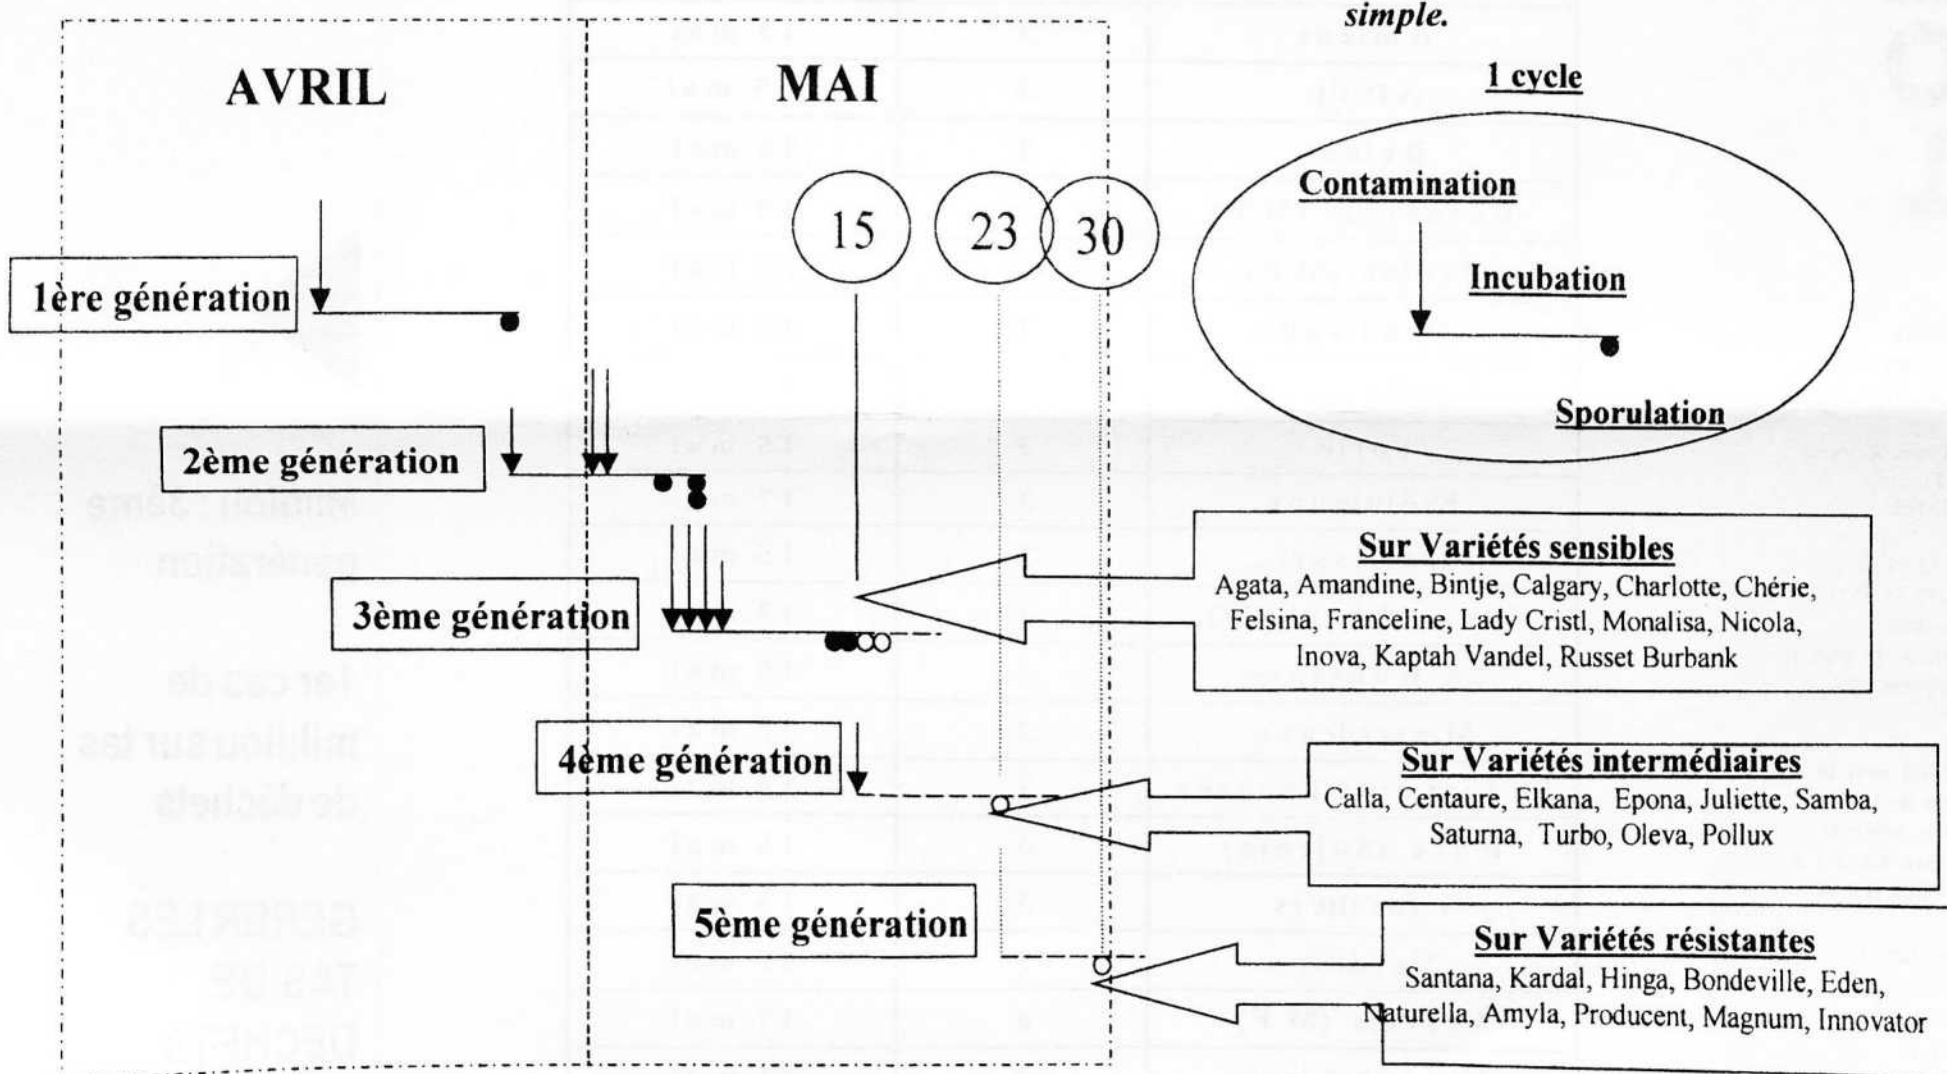 simple.
AVRIL
MAI
1 cycle
Contamination
Incubation
Sporulation
15
23
30
1ère génération
2ème génération
3ème génération
4ème génération
5ème génération
Sur Variétés sensibles
Agata, Amandine, Bintje, Calgary, Charlotte, Chérie,
Felsina, Franceline, Lady Cristl, Monalisa, Nicola,
Inova, Kaptah Vandel, Russet Burbank
Sur Variétés intermédiaires
Calla, Centaure, Elkana, Epona, Juliette, Samba,
Saturna, Turbo, Oleva, Pollux
Sur Variétés résistantes
Santana, Kardal, Hinga, Bondeville, Eden,
Naturella, Amyla, Producent, Magnum, Innovator